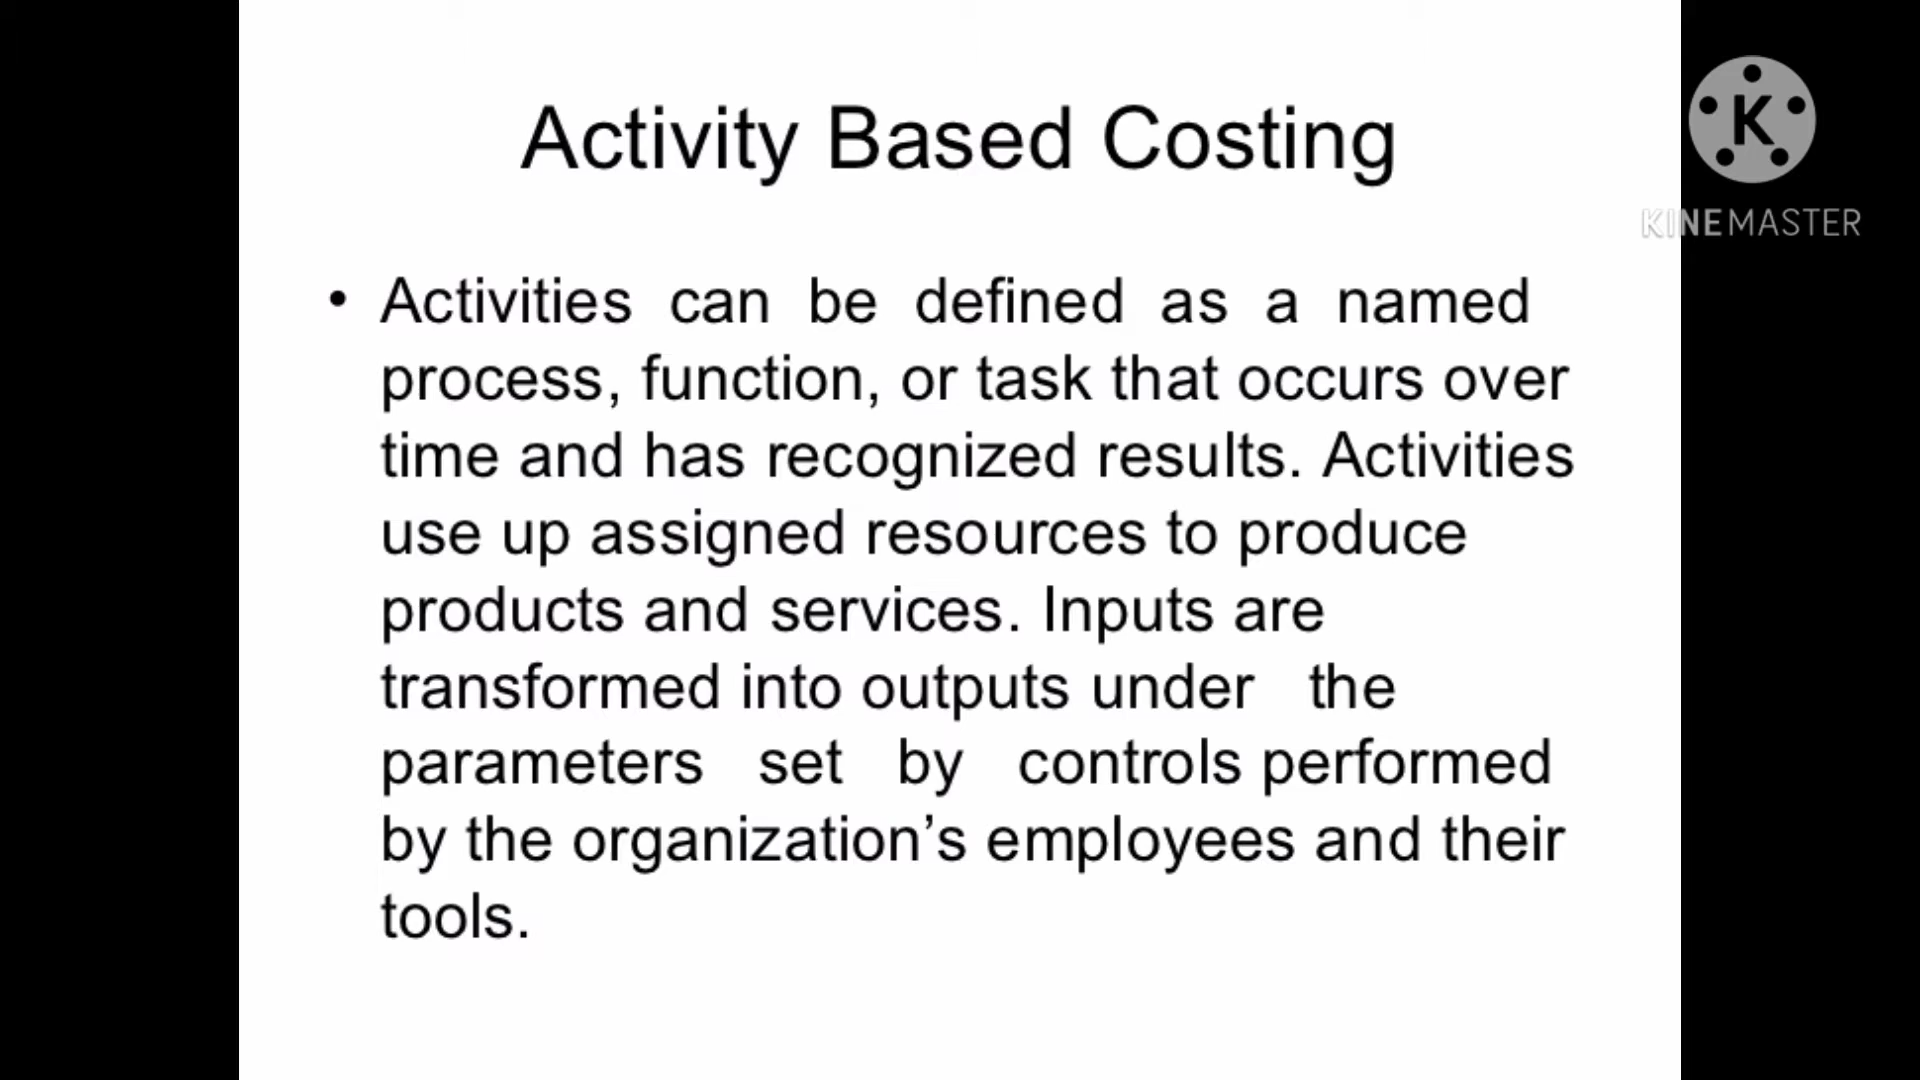 Activity Based Costing
K
KINEMASTER
• Activities can be defined as a named
process, function, or task that occurs over
time and has recognized results. Activities
use up assigned resources to produce
products and services. Inputs are
transformed into outputs under the
parameters set by controls performed
by the organization’s employees and their
tools.